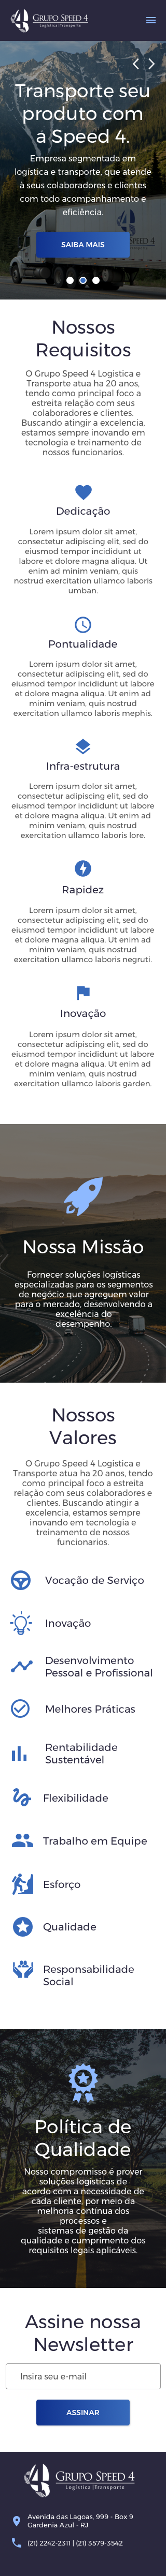 GRUPO SPEED 4
Logística | Transporte
Transporte seu
produto com
a Speed 4.
Empresa segmentada em
logística e transporte, que atende
à seus colaboradores e clientes
com todo acompanhamento e
eficiência.
SAIBA MAIS
Nossos
Requisitos
O Grupo Speed 4 Logistica e
Transporte atua ha 20 anos,
tendo como principal foco a
estreita relação com seus
colaboradores e clientes.
Buscando atingir a excelencia,
estamos sempre inovando em
tecnologia e treinamento de
nossos funcionarios.
Dedicação
Lorem ipsum dolor sit amet,
consectetur adipiscing elit, sed do
eiusmod tempor incididunt ut
labore et dolore magna aliqua. Ut
enim ad minim veniam, quis
nostrud exercitation ullamco laboris
urnban.
Pontualidade
Lorem ipsum dolor sit amet,
consectetur adipiscing elit, sed do
eiusmod tempor incididunt ut labore
et dolore magna aliqua. Ut enim ad
minim veniam, quis nostrud
exercitation ullamco laboris mephis.
Infra-estrutura
Lorem ipsum dolor sit amet,
consectetur adipiscing elit, sed do
eiusmod tempor incididunt ut labore
et dolore magna aliqua. Ut enim ad
minim veniam, quis nostrud
exercitation ullamco laboris lore.
Rapidez
Lorem ipsum dolor sit amet,
consectetur adipiscing elit, sed do
eiusmod tempor incididunt ut labore
et dolore magna aliqua. Ut enim ad
minim veniam, quis nostrud
exercitation ullamco laboris negruti.
Inovação
Lorem ipsum dolor sit amet,
consectetur adipiscing elit, sed do
eiusmod tempor incididunt ut labore
et dolore magna aliqua. Ut enim ad
minim veniam, quis nostrud
exercitation ullamco laboris garden.
Nossa Missão
Fornecer soluções logísticas
especializadas para os segmentos
de negócio que agreguem valor
para o mercado, desenvolvendo a
excelência do
desempenho.
Nossos
Valores
O Grupo Speed 4 Logistica e
Transporte atua ha 20 anos, tendo
como principal foco a estreita
relação com seus colaboradores e
clientes. Buscando atingir a
excelencia, estamos sempre
inovando em tecnologia e
treinamento de nossos
funcionarios.
Vocação de Serviço
Inovação
Desenvolvimento
Pessoal e Profissional
Melhores Práticas
Rentabilidade
Sustentável
Flexibilidade
Trabalho em Equipe
Esforço
Qualidade
Responsabilidade
Social
Política de
Qualidade
Nosso compromisso é prover
soluções logísticas de
acordo com a necessidade de
cada cliente, por meio da
melhoria contínua dos
processos e
sistemas de gestão da
qualidade e cumprimento dos
requisitos legais aplicáveis.
Assine nossa
Newsletter
Insira seu e-mail
ASSINAR
GRUPO SPEED 4
Logística | Transporte
Avenida das Lagoas, 999 - Box 9
Gardenia Azul - RJ
(21) 2242-2311 | (21) 3579-3542